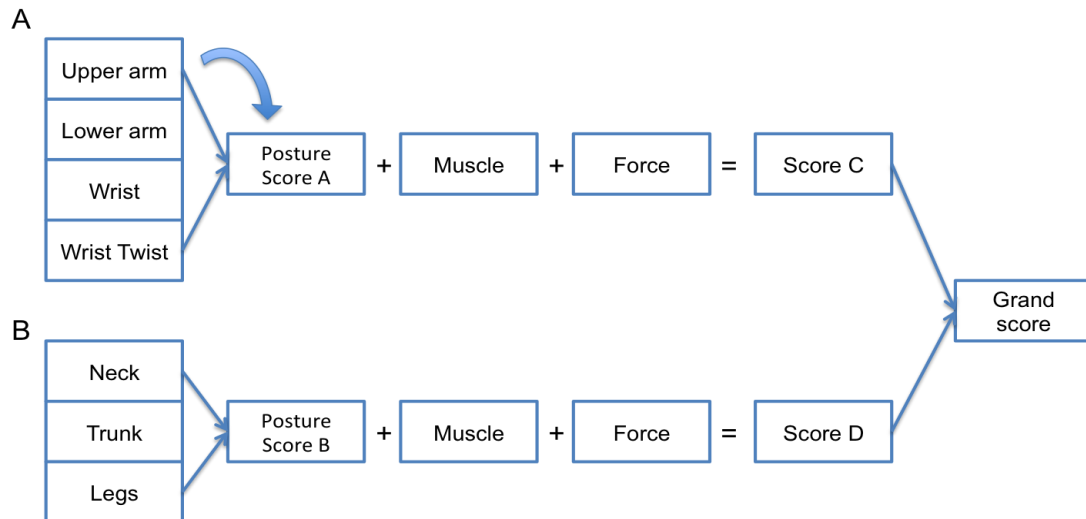 A
Upper arm
Lower arm
Wrist
Wrist Twist
Posture
Score A
+
Muscle
+
Force
=
Score C
Grand
score
B
Neck
Trunk
Legs
Posture
Score B
+
Muscle
+
Force
=
Score D